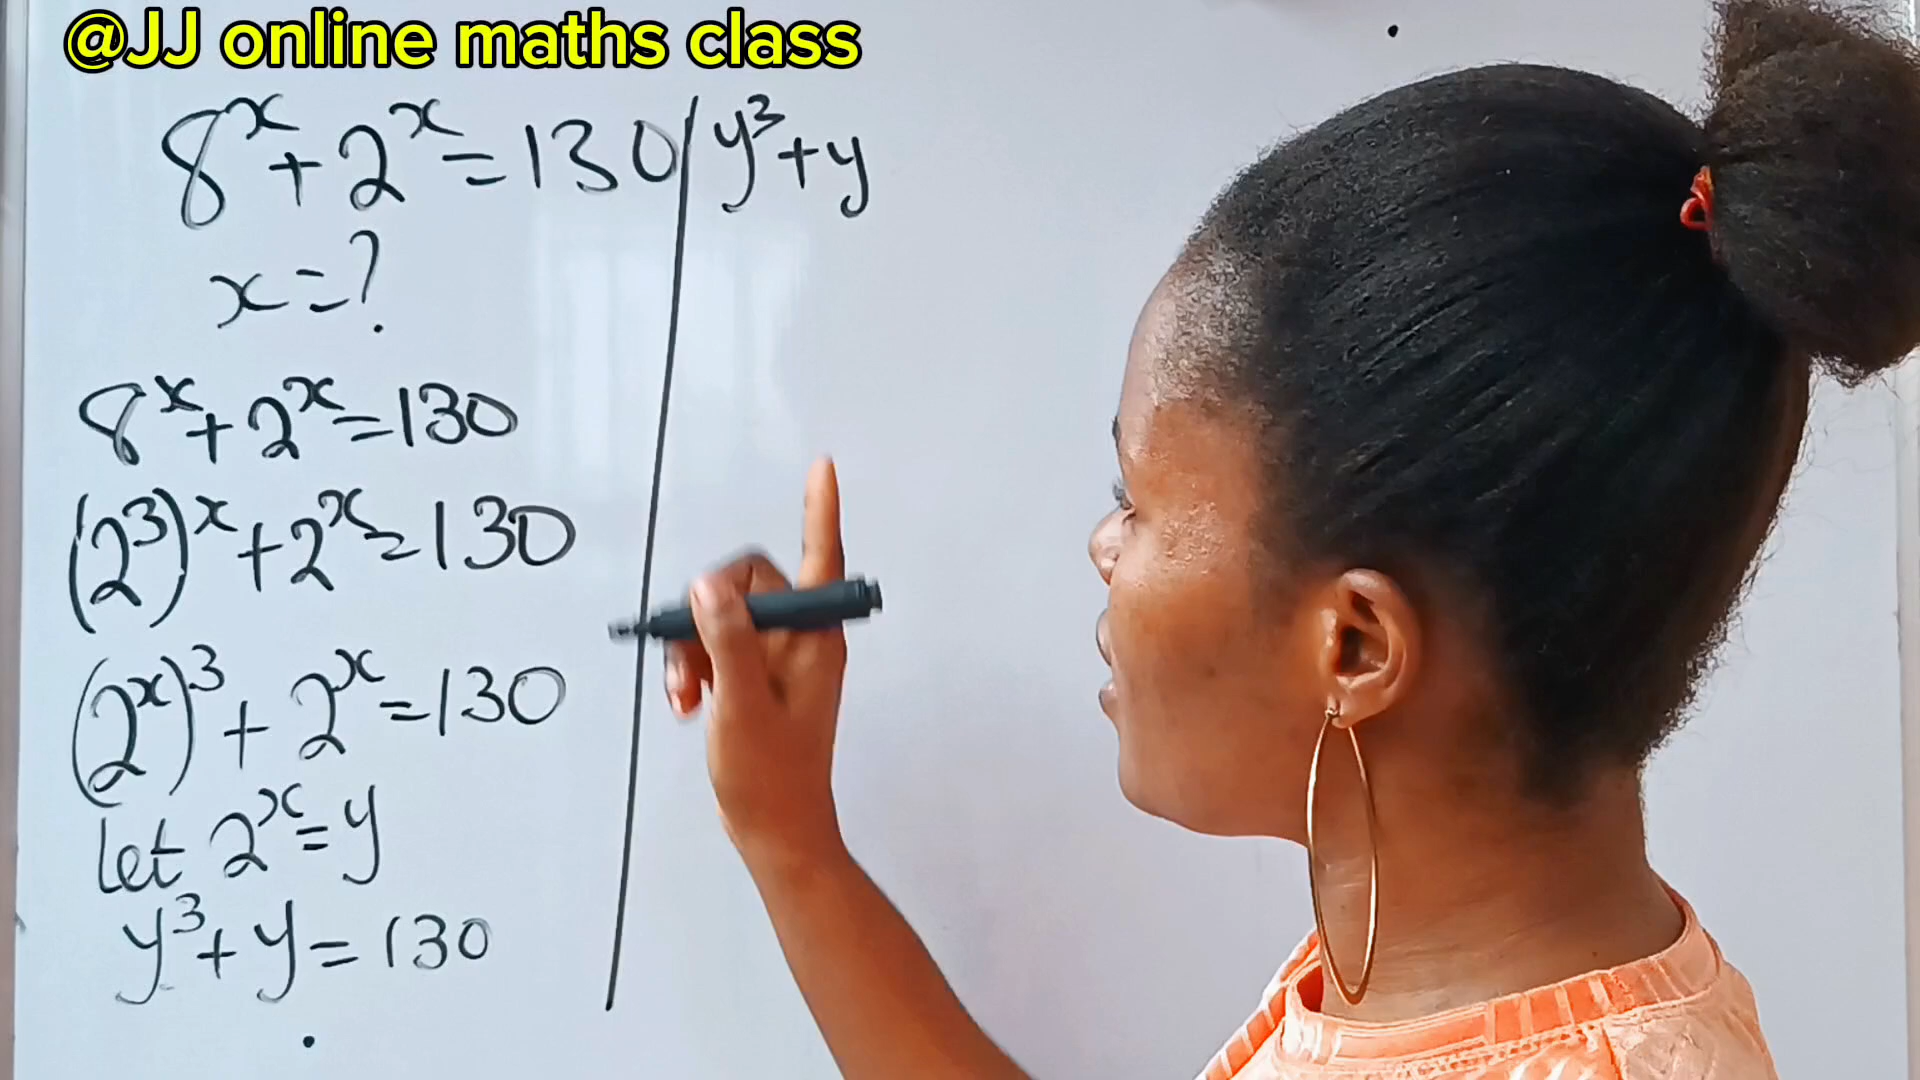 @JJ online maths class
8^x + 2^x = 130
x = ?
8^x + 2^x = 130
(2^3)^x + 2^x = 130
(2^x)^3 + 2^x = 130
let 2^x = y
y^3 + y = 130
y^3 + y